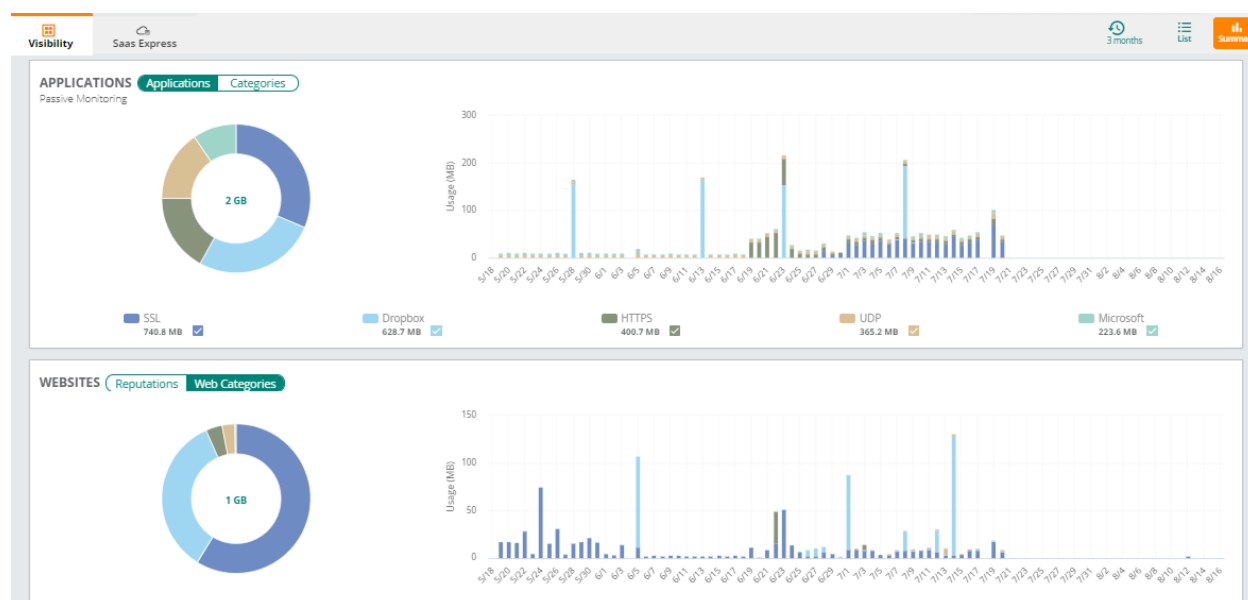 Visibility
Saas Express
3 months
List
Summa
APPLICATIONS Applications Categories
Passive Monitoring
2 GB
Usage (MB)
300
200
100
0
5/18 5/20 5/22 5/24 5/26 5/28 5/30 6/1 6/3 6/5 6/7 6/9 6/11 6/13 6/15 6/17 6/19 6/21 6/23 6/25 6/27 6/29 7/1 7/3 7/5 7/7 7/9 7/11 7/13 7/15 7/17 7/19 7/21 7/23 7/25 7/27 7/29 7/31 8/2 8/4 8/6 8/8 8/10 8/12 8/14 8/16
SSL Dropbox HTTPS UDP Microsoft
740.8 MB 628.7 MB 400.7 MB 365.2 MB 223.6 MB
WEBSITES Reputations Web Categories
1 GB
Usage (MB)
150
100
50
0
5/18 5/20 5/22 5/24 5/26 5/28 5/30 6/1 6/3 6/5 6/7 6/9 6/11 6/13 6/15 6/17 6/19 6/21 6/23 6/25 6/27 6/29 7/1 7/3 7/5 7/7 7/9 7/11 7/13 7/15 7/17 7/19 7/21 7/23 7/25 7/27 7/29 7/31 8/2 8/4 8/6 8/8 8/10 8/12 8/14 8/16